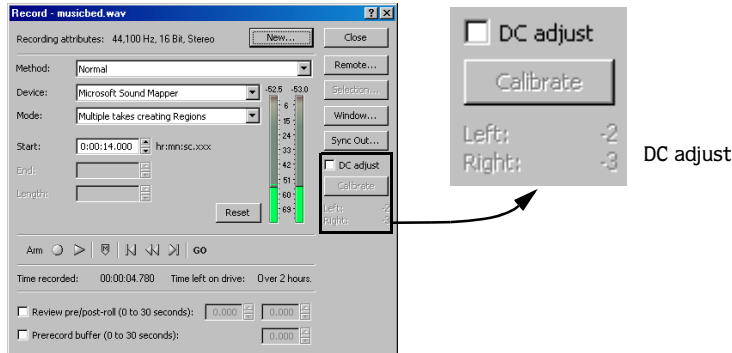 Record - musicbed.wav
Recording attributes: 44,100 Hz, 16 Bit, Stereo
New...
Close
Method: Normal
Remote...
Device: Microsoft Sound Mapper
-52.5 -53.0
Selection...
Mode: Multiple takes creating Regions
Window...
Start: 0:00:14.000 hr:mn:sc.xxx
Sync Out...
End:
Length:
Reset
6
15
24
33
42
51
60
69
DC adjust
Calibrate
Left: -2
Right: -3
Arm
GO
Time recorded: 00:00:04.780 Time left on drive: Over 2 hours.
Review pre/post-roll (0 to 30 seconds): 0.000 0.000
Prerecord buffer (0 to 30 seconds): 0.000
DC adjust
Calibrate
Left: -2
Right: -3
DC adjust